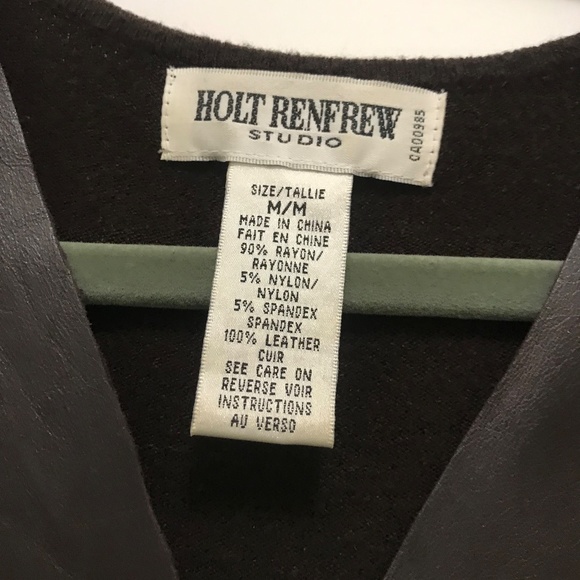 HOLT RENFREW
STUDIO
CA00985
SIZE/TALLIE
M/M
MADE IN CHINA
FAIT EN CHINE
90% RAYON/
RAYONNE
5% NYLON/
NYLON
5% SPANDEX
SPANDEX
100% LEATHER
CUIR
SEE CARE ON
REVERSE VOIR
INSTRUCTIONS
AU VERSO